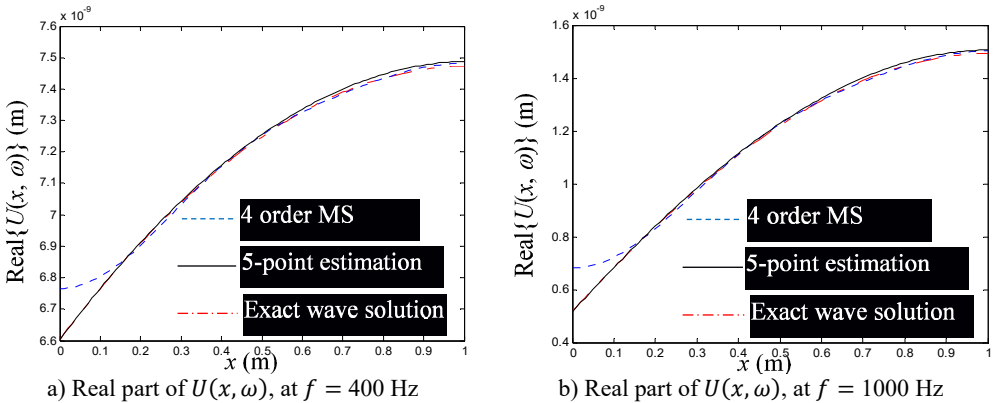 x 10^-9
7.6
7.5
7.4
7.3
7.2
7.1
7
6.9
6.8
6.7
6.6
Real{U(x, ω)} (m)
4 order MS
5-point estimation
Exact wave solution
0 0.1 0.2 0.3 0.4 0.5 0.6 0.7 0.8 0.9 1
x (m)
a) Real part of U(x, ω), at f = 400 Hz
x 10^-9
1.6
1.4
1.2
1
0.8
0.6
0.4
Real{U(x, ω)} (m)
4 order MS
5-point estimation
Exact wave solution
0 0.1 0.2 0.3 0.4 0.5 0.6 0.7 0.8 0.9 1
x (m)
b) Real part of U(x, ω), at f = 1000 Hz